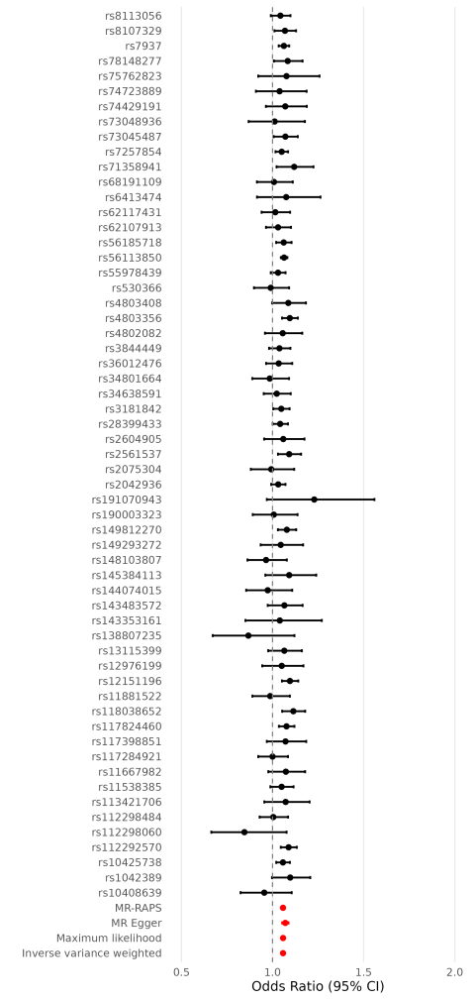 rs8113056
rs8107329
rs7937
rs78148277
rs75762823
rs74723889
rs74429191
rs73048936
rs73045487
rs7257854
rs71358941
rs68191109
rs6413474
rs62117431
rs62107913
rs56185718
rs56113850
rs55978439
rs530366
rs4803408
rs4803356
rs4802082
rs3844449
rs36012476
rs34801664
rs34638591
rs3181842
rs28399433
rs2604905
rs2561537
rs2075304
rs2042936
rs191070943
rs190003323
rs149812270
rs149293272
rs148103807
rs145384113
rs144074015
rs143483572
rs143353161
rs138807235
rs13115399
rs12976199
rs12151196
rs11881522
rs118038652
rs117824460
rs117398851
rs117284921
rs11667982
rs11538385
rs113421706
rs112298484
rs112298060
rs112292570
rs10425738
rs1042389
rs10408639
MR-RAPS
MR Egger
Maximum likelihood
Inverse variance weighted
0.5 1.0 1.5 2.0
Odds Ratio (95% CI)